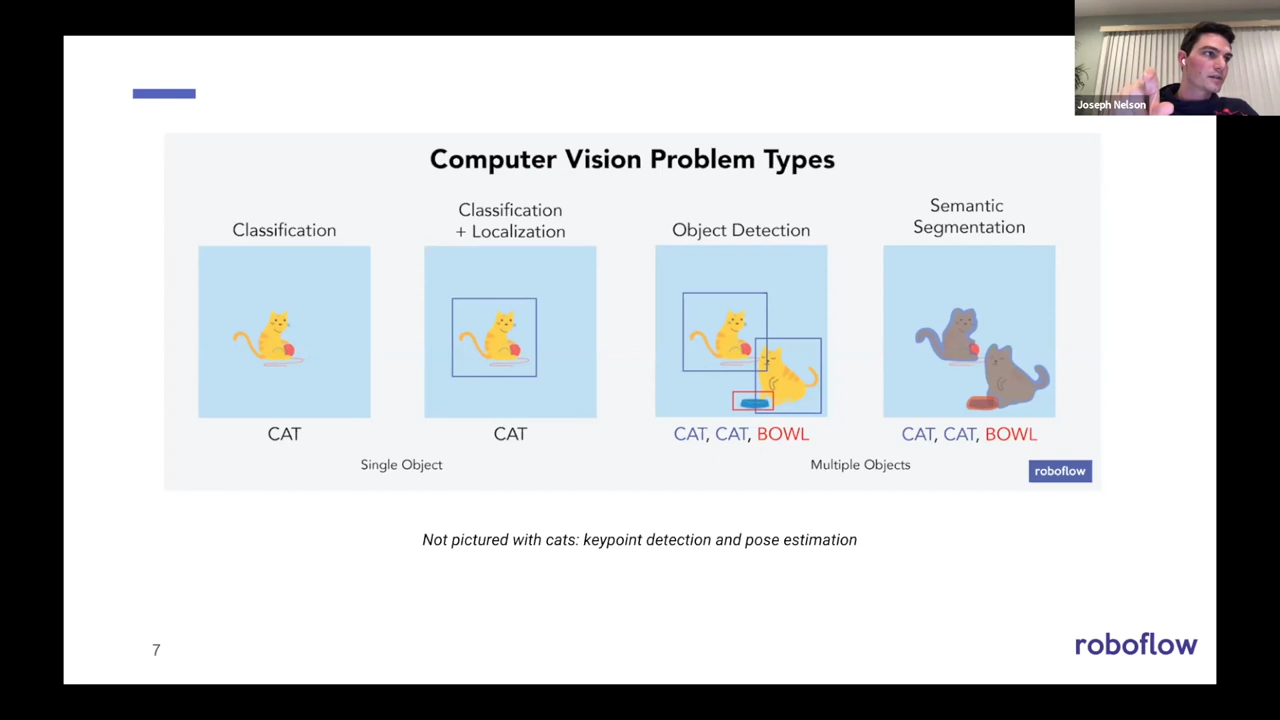 Joseph Nelson
Computer Vision Problem Types
Classification
Classification
+ Localization
Object Detection
Semantic
Segmentation
CAT
CAT
CAT, CAT, BOWL
CAT, CAT, BOWL
Single Object
Multiple Objects
roboflow
Not pictured with cats: keypoint detection and pose estimation
7
roboflow